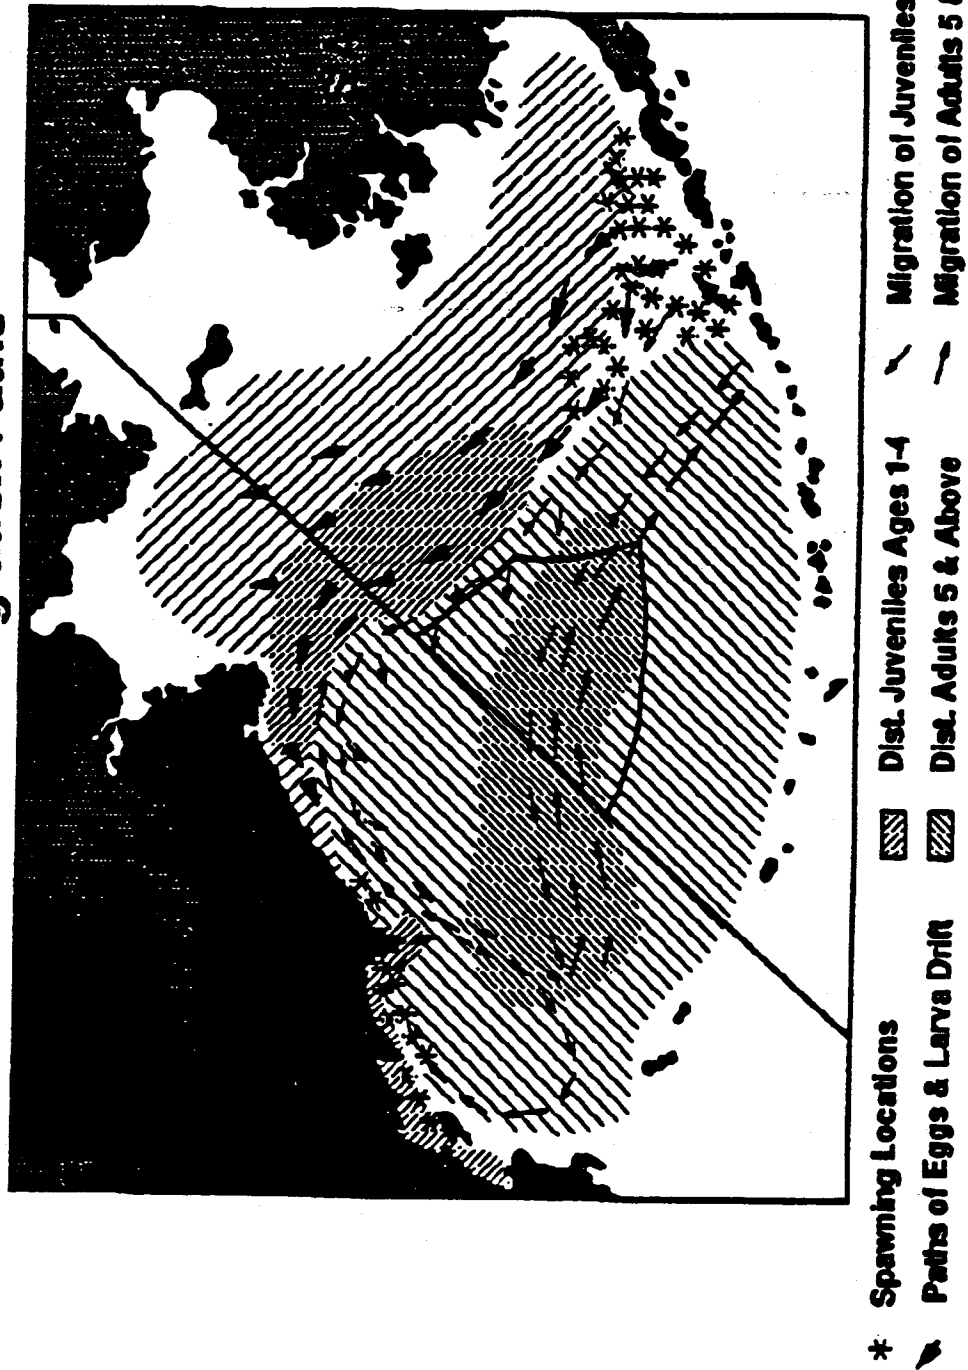 * Spawning Locations
Paths of Eggs & Larva Drift
Dist. Juveniles Ages 1-4
Dist. Adults 5 & Above
Migration of Juveniles
Migration of Adults 5 &